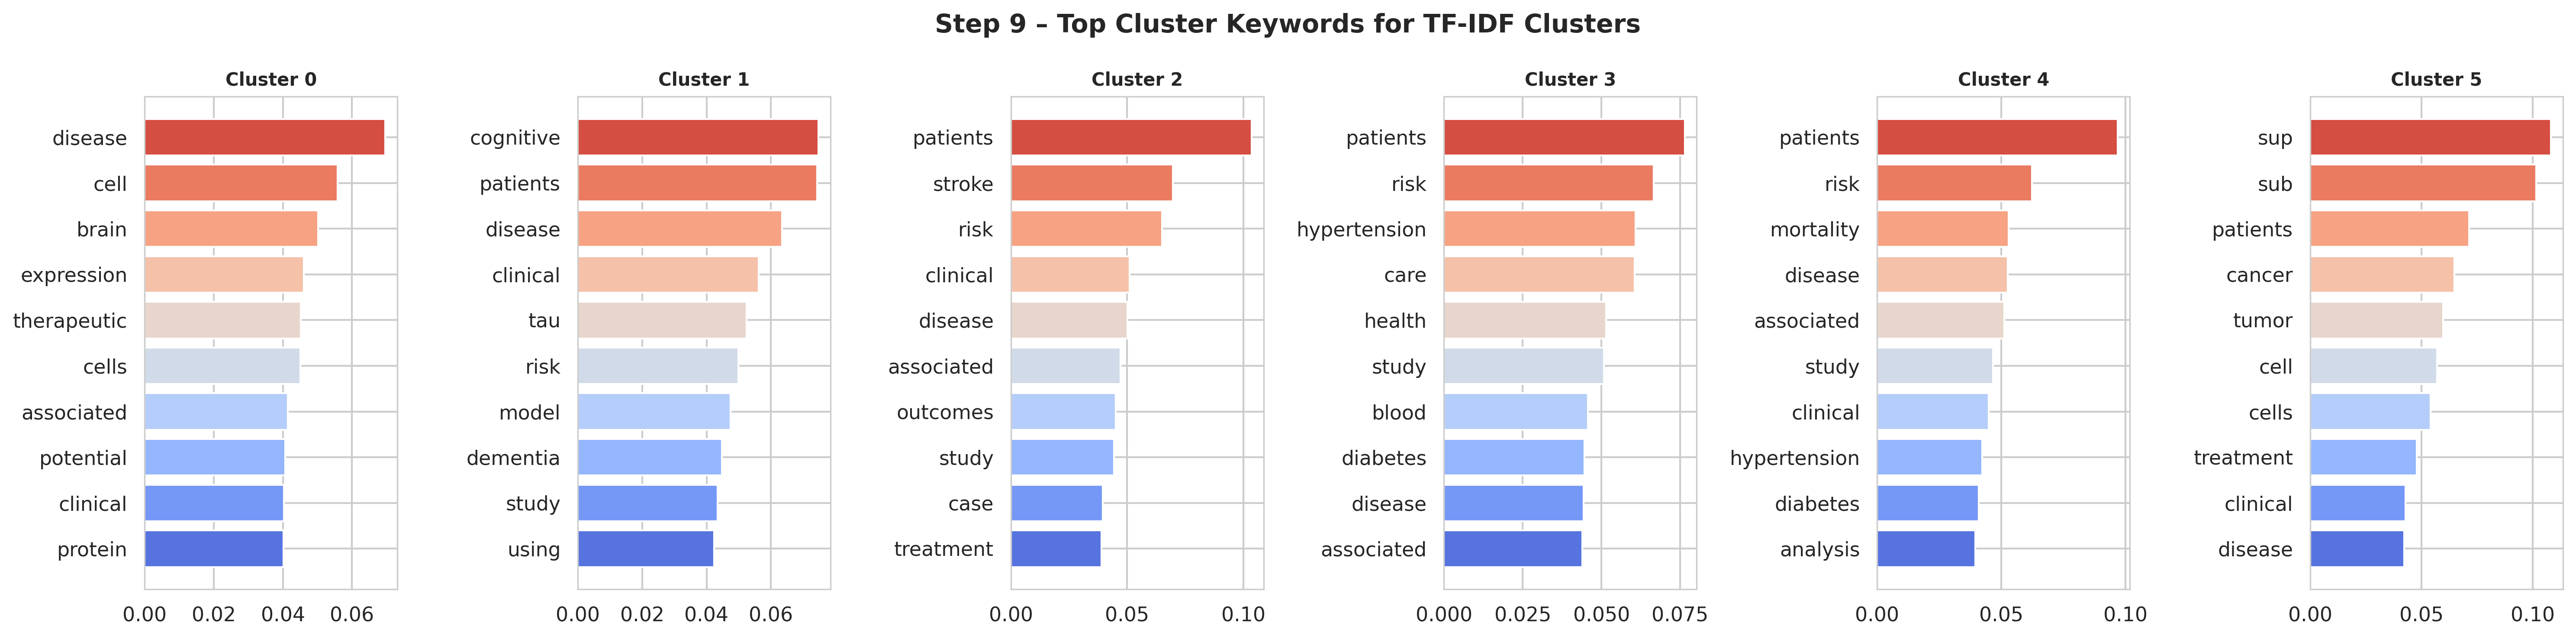 Step 9 – Top Cluster Keywords for TF-IDF Clusters
Cluster 0
disease
cell
brain
expression
therapeutic
cells
associated
potential
clinical
protein
0.00 0.02 0.04 0.06
Cluster 1
cognitive
patients
disease
clinical
tau
risk
model
dementia
study
using
0.00 0.02 0.04 0.06
Cluster 2
patients
stroke
risk
clinical
disease
associated
outcomes
study
case
treatment
0.00 0.05 0.10
Cluster 3
patients
risk
hypertension
care
health
study
blood
diabetes
disease
associated
0.000 0.025 0.050 0.075
Cluster 4
patients
risk
mortality
disease
associated
study
clinical
hypertension
diabetes
analysis
0.00 0.05 0.10
Cluster 5
sup
sub
patients
cancer
tumor
cell
cells
treatment
clinical
disease
0.00 0.05 0.10